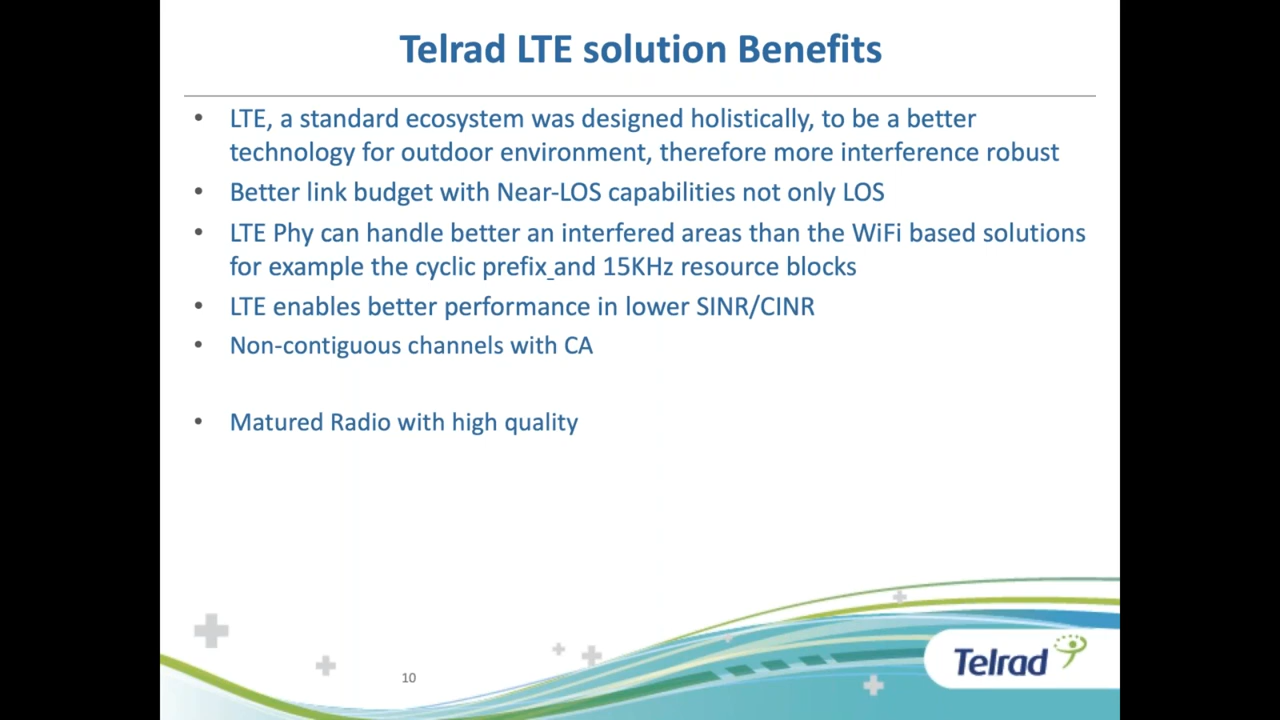 Telrad LTE solution Benefits
• LTE, a standard ecosystem was designed holistically, to be a better
technology for outdoor environment, therefore more interference robust
• Better link budget with Near-LOS capabilities not only LOS
• LTE Phy can handle better an interfered areas than the WiFi based solutions
for example the cyclic prefix and 15KHz resource blocks
• LTE enables better performance in lower SINR/CINR
• Non-contiguous channels with CA
• Matured Radio with high quality
Telrad
10